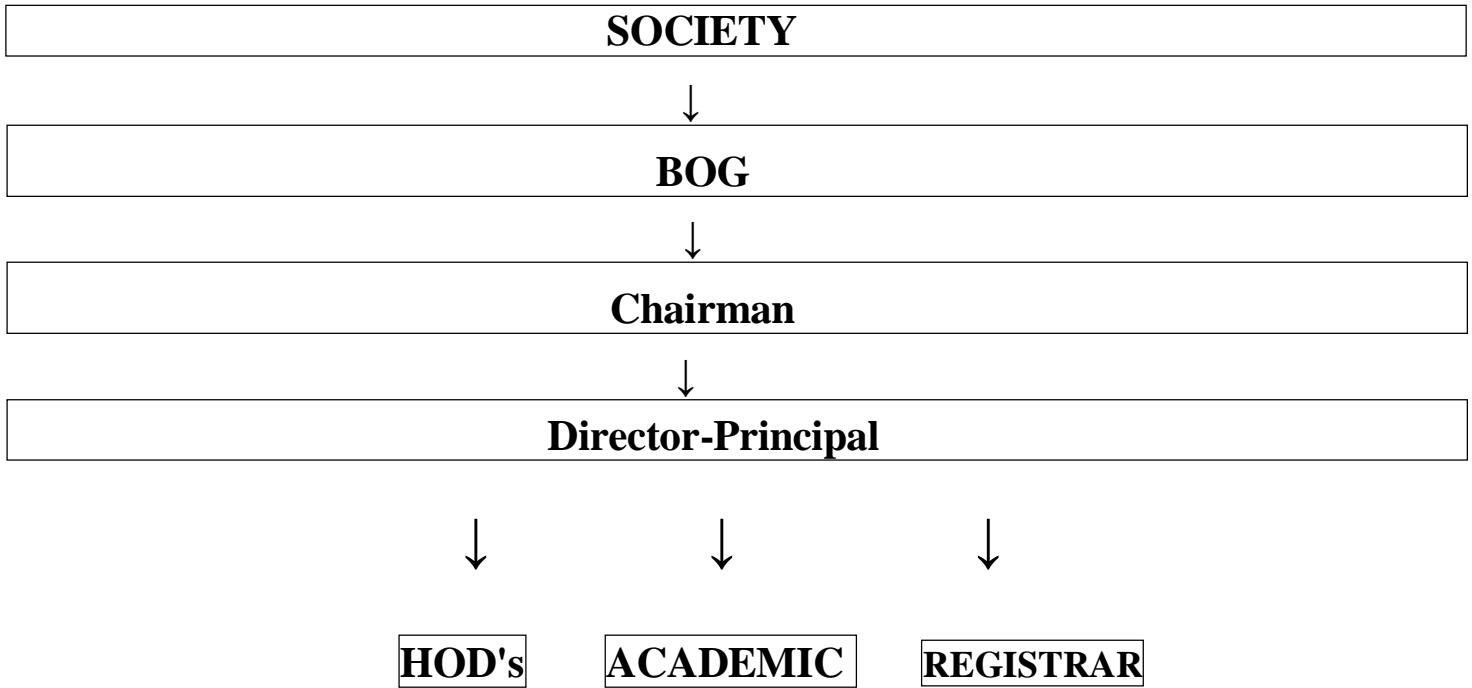 SOCIETY
↓
BOG
↓
Chairman
↓
Director-Principal
↓ ↓ ↓
HOD's ACADEMIC REGISTRAR